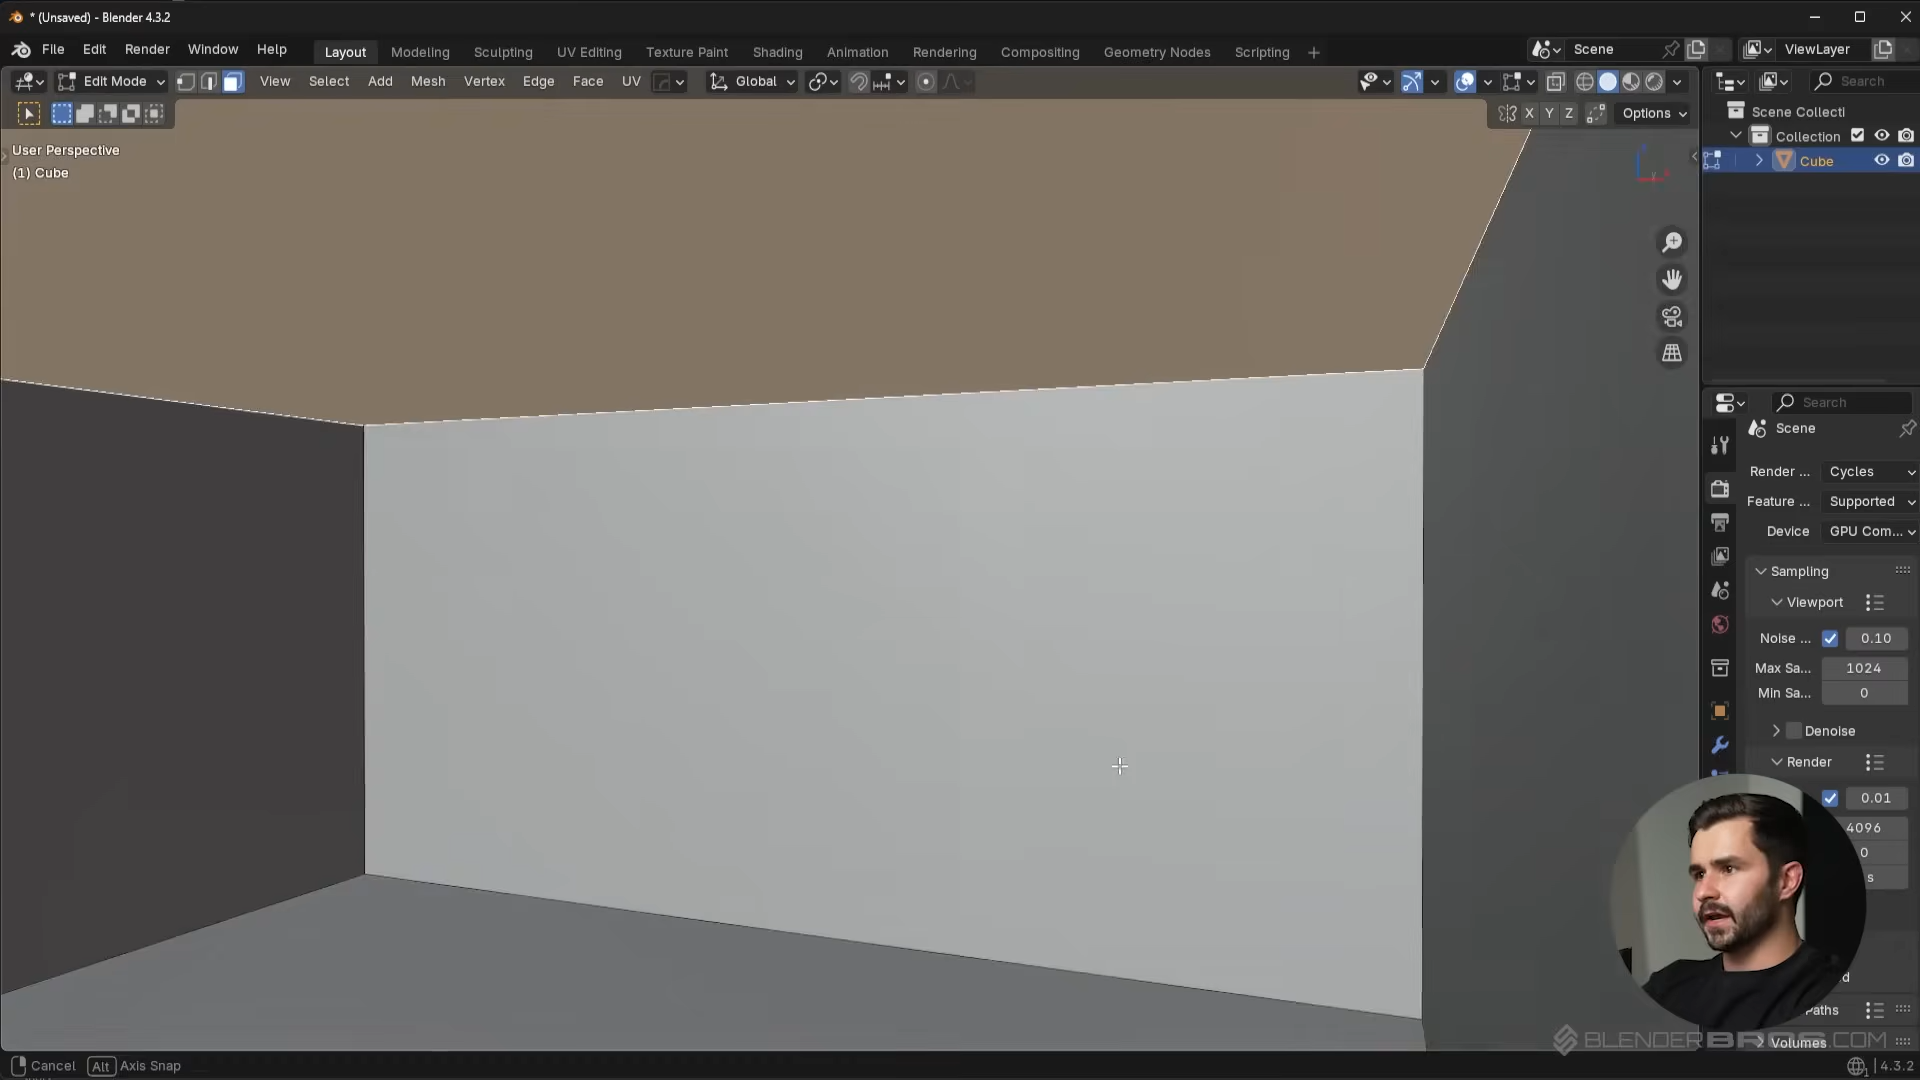 * (Unsaved) - Blender 4.3.2
File Edit Render Window Help
Layout Modeling Sculpting UV Editing Texture Paint Shading Animation Rendering Compositing Geometry Nodes Scripting +
Scene
ViewLayer
Edit Mode View Select Add Mesh Vertex Edge Face UV
Global
Search
X Y Z
Options
User Perspective
(1) Cube
Scene Collecti
Collection
Cube
Search
Scene
Render ... Cycles
Feature ... Supported
Device GPU Com...
Sampling
Viewport
Noise ... 0.10
Max Sa... 1024
Min Sa... 0
Denoise
Render
0.01
4096
0
s
d
Paths
Volumes
BLENDERBROS.COM
Cancel Alt Axis Snap
4.3.2